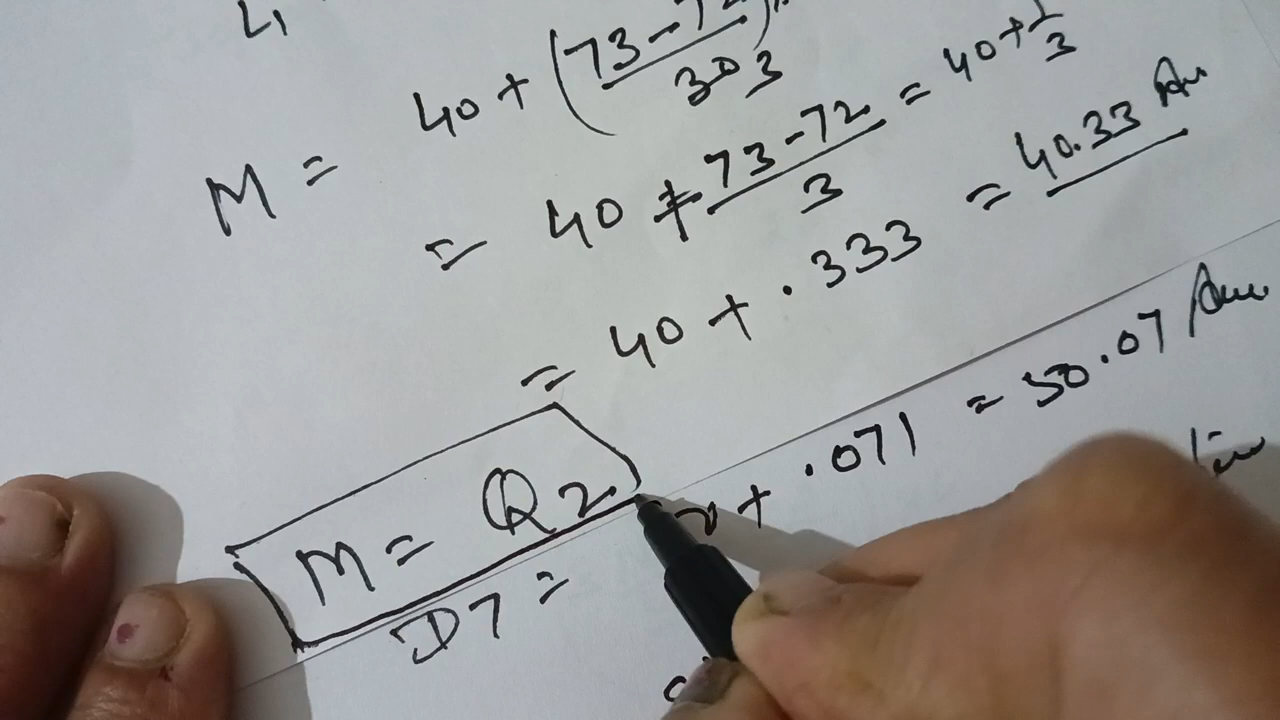 L1
M = 40 + (73-72
30 3
= 40 + 73-72/3 = 40 + 1/3
= 40 + .333 = 40.33 Ans
M = Q2
D7 = + .071 = 50.07 Ans